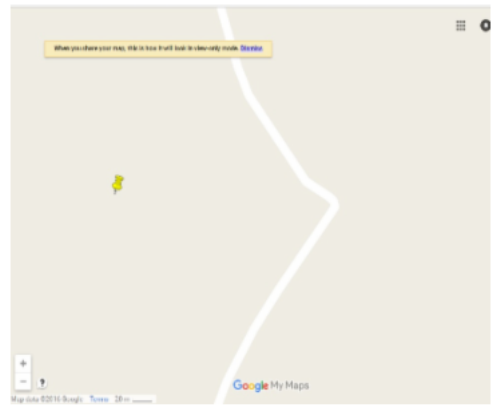 When you share your map, this is how it will look in view-only mode. Dismiss
+
−
?
Google My Maps
Map data ©2016 Google Terms 20 m